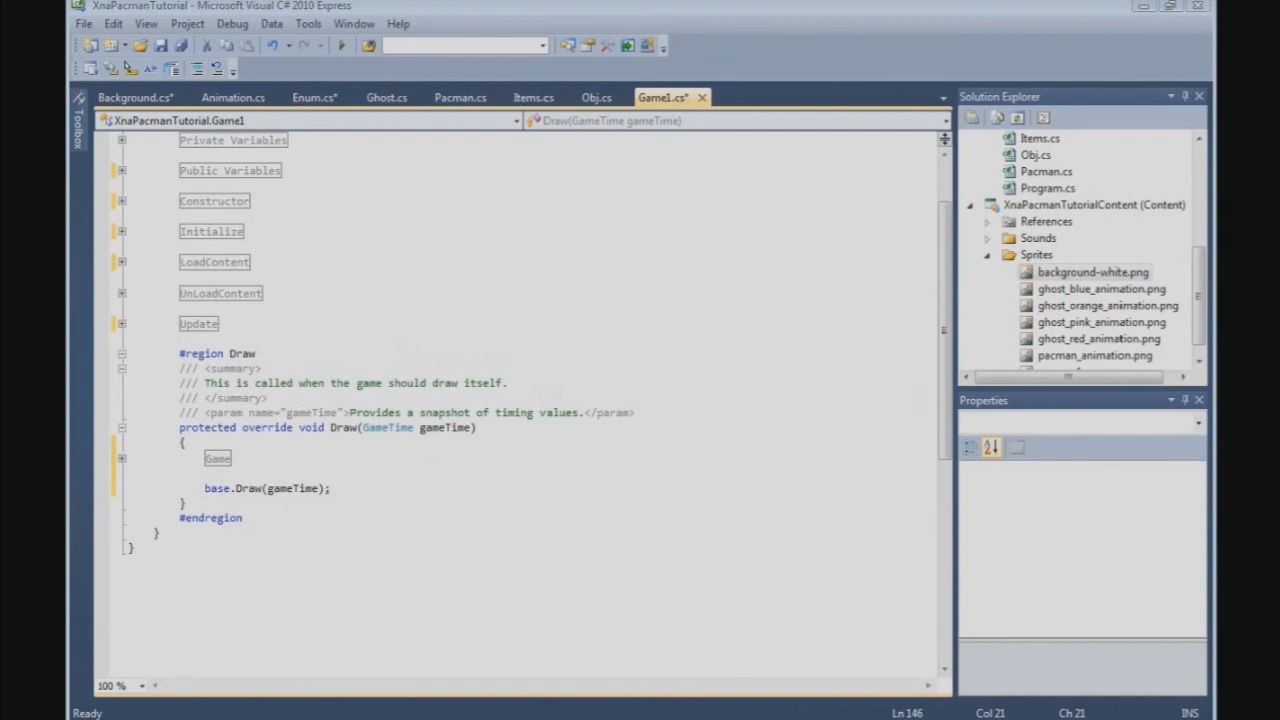 XnaPacmanTutorial - Microsoft Visual C# 2010 Express
File Edit View Project Debug Data Tools Window Help
Toolbox
Background.cs* Animation.cs Enum.cs* Ghost.cs Pacman.cs Items.cs Obj.cs Game1.cs*
XnaPacmanTutorial.Game1 Draw(GameTime gameTime)
Private Variables
Public Variables
Constructor
Initialize
LoadContent
UnLoadContent
Update
#region Draw
/// <summary>
/// This is called when the game should draw itself.
/// </summary>
/// <param name="gameTime">Provides a snapshot of timing values.</param>
protected override void Draw(GameTime gameTime)
{
Game
base.Draw(gameTime);
}
#endregion
}
}
100 %
Solution Explorer
Items.cs
Obj.cs
Pacman.cs
Program.cs
XnaPacmanTutorialContent (Content)
References
Sounds
Sprites
background-white.png
ghost_blue_animation.png
ghost_orange_animation.png
ghost_pink_animation.png
ghost_red_animation.png
pacman_animation.png
Properties
Ready Ln 146 Col 21 Ch 21 INS